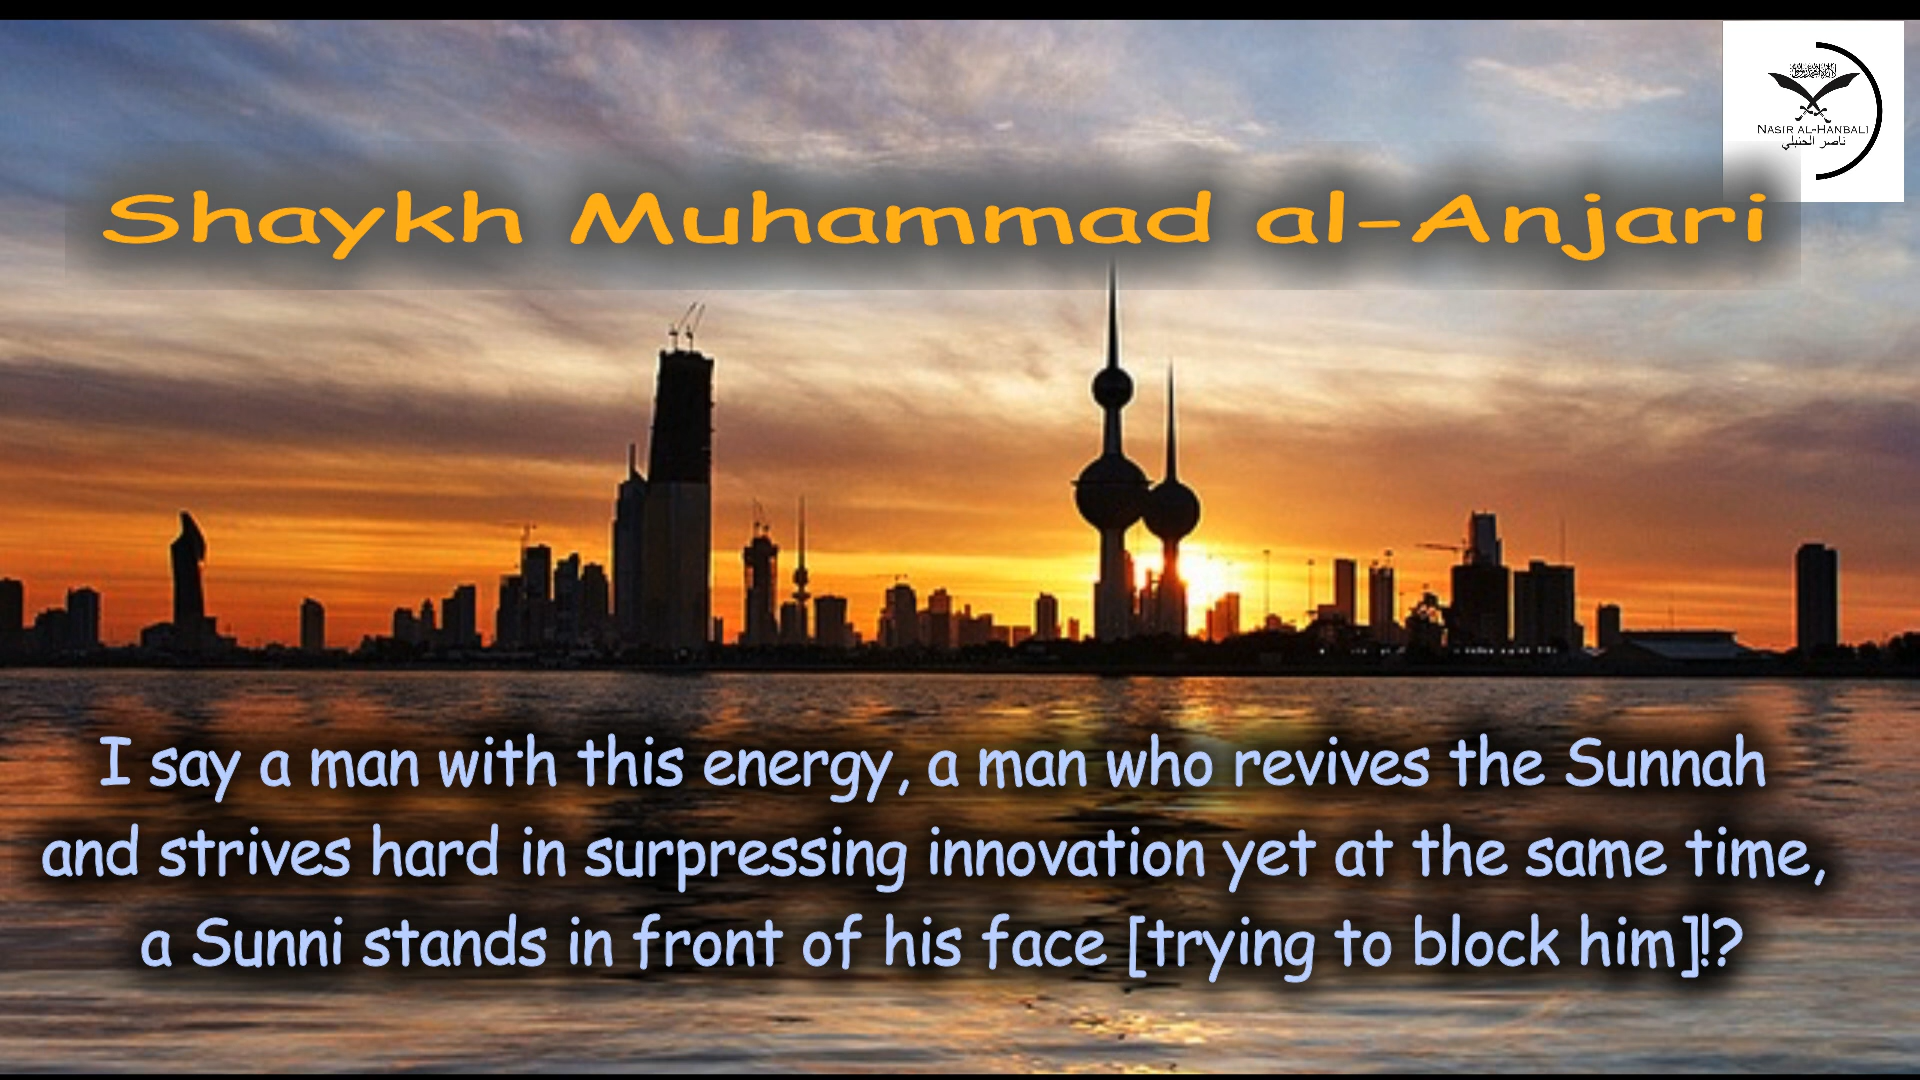 NASIR AL-HANBALI
ناصر الحنبلي
Shaykh Muhammad al-Anjari
I say a man with this energy, a man who revives the Sunnah
and strives hard in surpressing innovation yet at the same time,
a Sunni stands in front of his face [trying to block him]!?